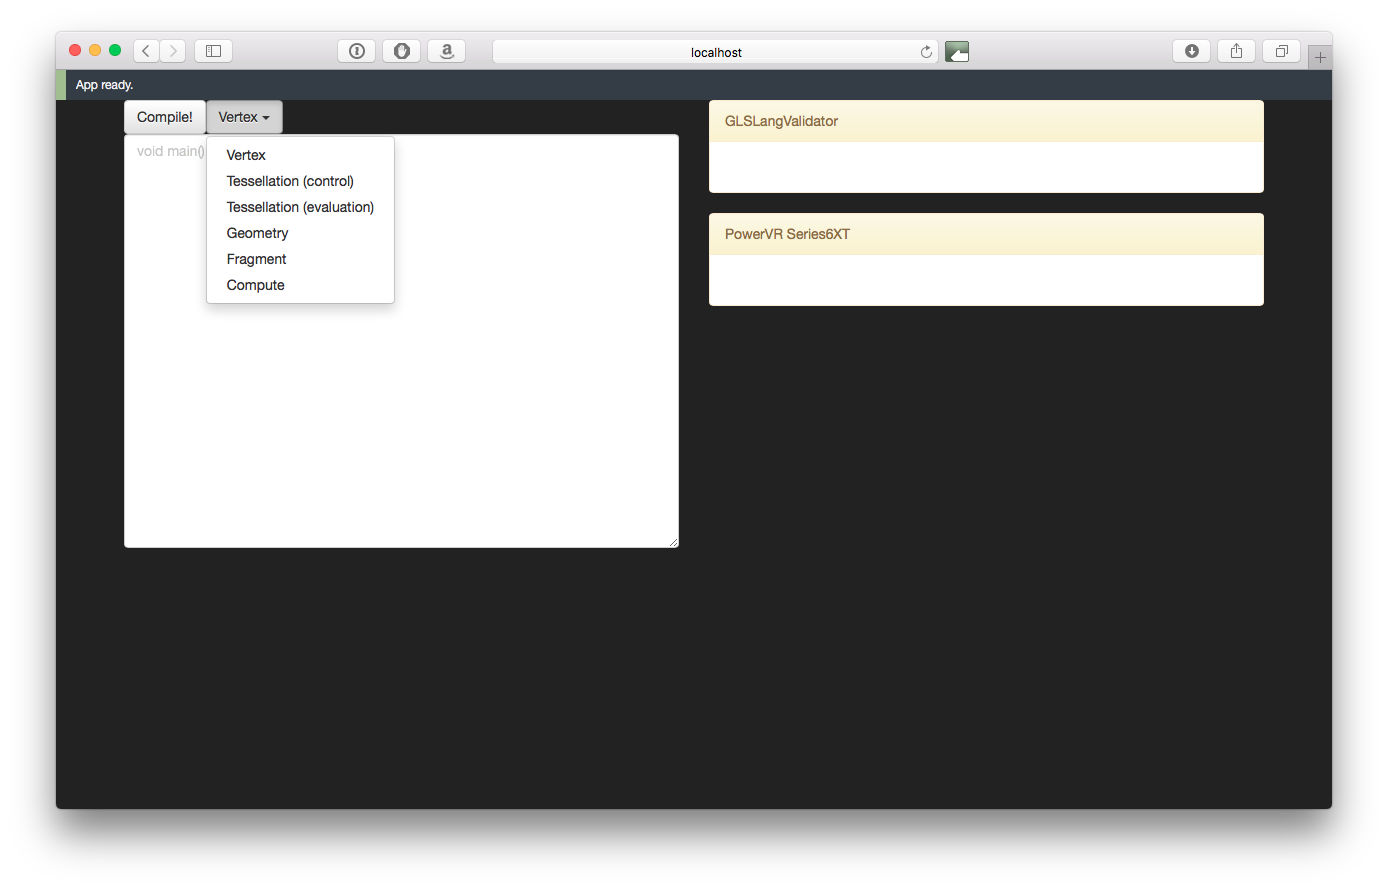 localhost
App ready.
Compile!
Vertex
void main()
Vertex
Tessellation (control)
Tessellation (evaluation)
Geometry
Fragment
Compute
GLSLangValidator
PowerVR Series6XT